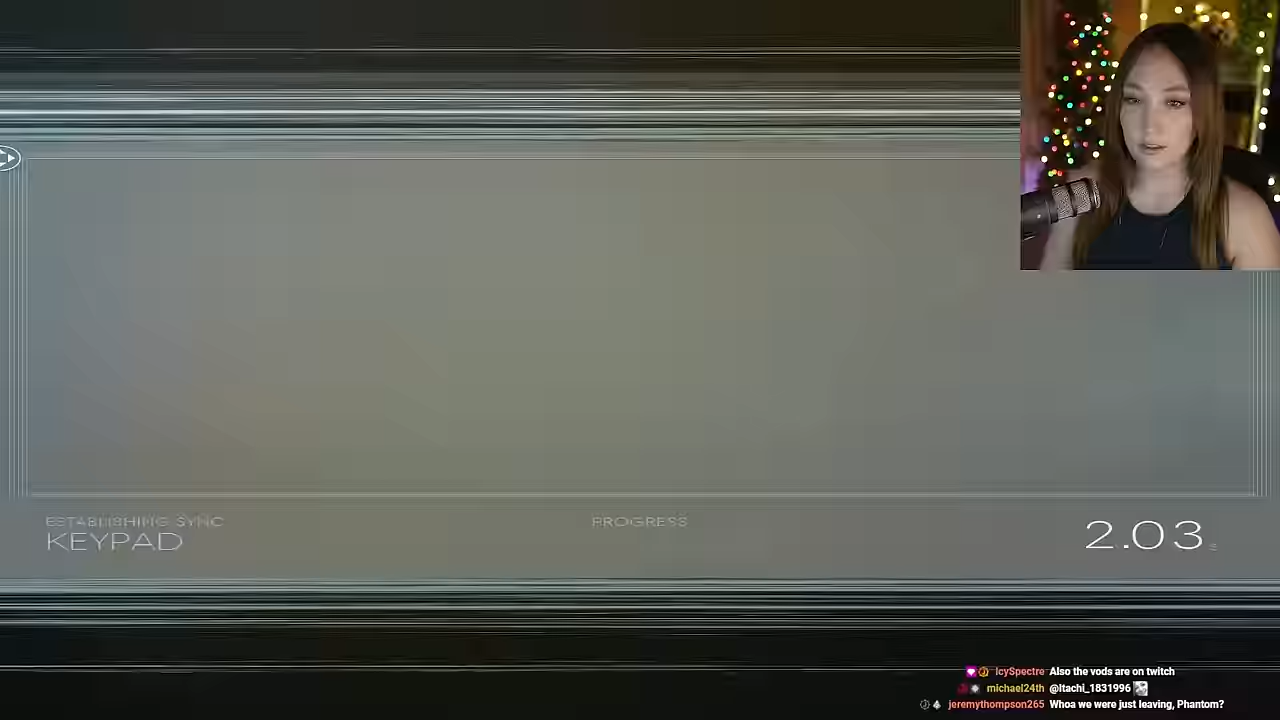 ESTABLISHING SYNC
KEYPAD
PROGRESS
2.03 s
IcySpectre Also the vods are on twitch
michael24th @Itachi_1831996
jeremythompson265 Whoa we were just leaving, Phantom?